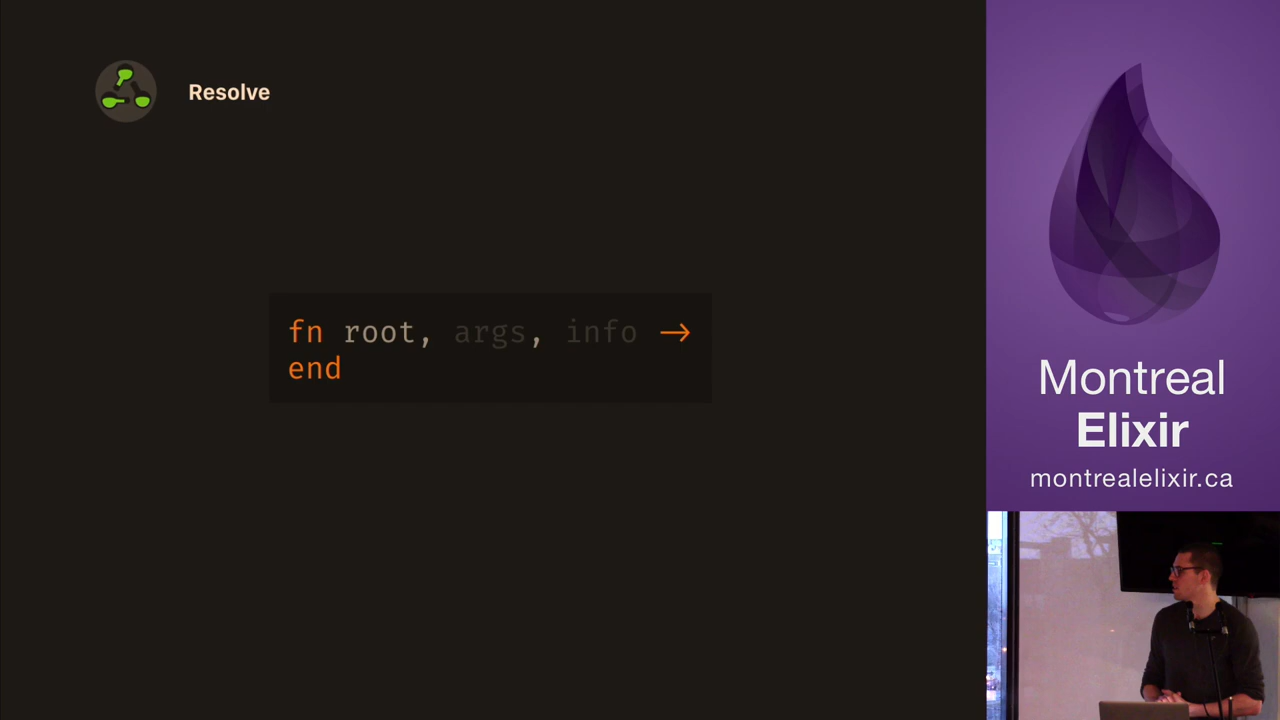 Resolve
fn root, args, info →
end
Montreal
Elixir
montrealelixir.ca